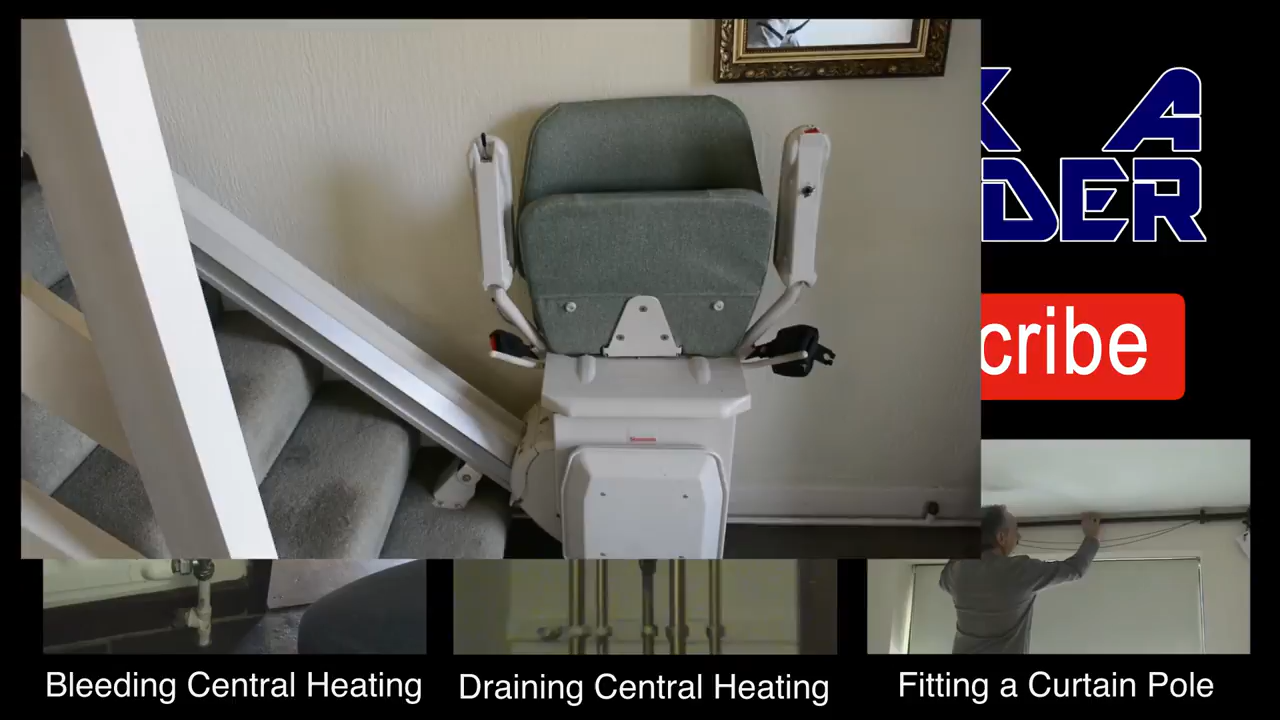 K A
DER
cribe
Bleeding Central Heating
Draining Central Heating
Fitting a Curtain Pole